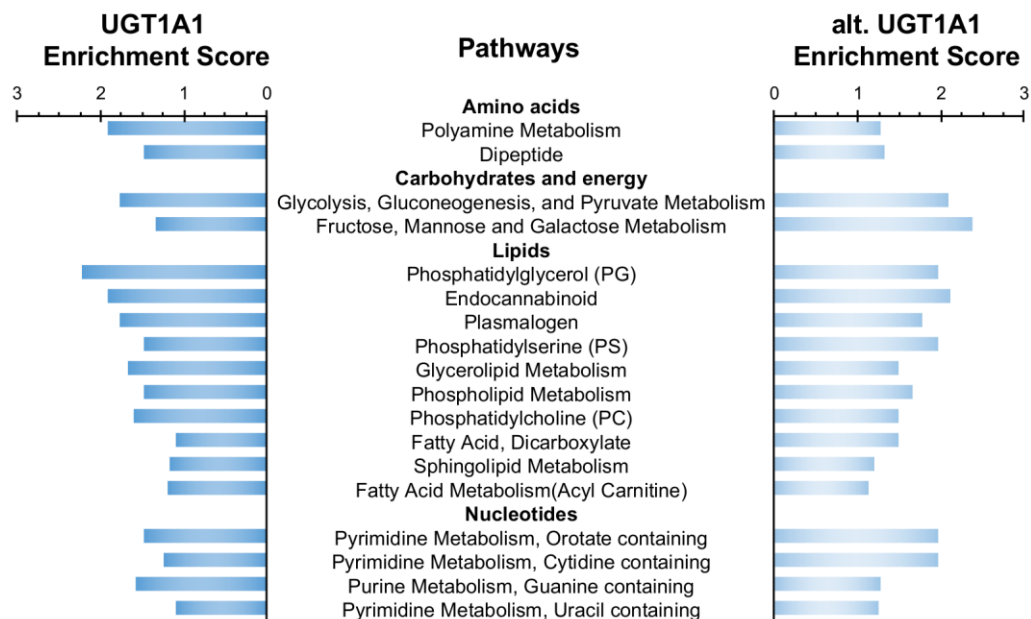 UGT1A1
Enrichment Score
Pathways
alt. UGT1A1
Enrichment Score
3 2 1 0
0 1 2 3
Amino acids
Polyamine Metabolism
Dipeptide
Carbohydrates and energy
Glycolysis, Gluconeogenesis, and Pyruvate Metabolism
Fructose, Mannose and Galactose Metabolism
Lipids
Phosphatidylglycerol (PG)
Endocannabinoid
Plasmalogen
Phosphatidylserine (PS)
Glycerolipid Metabolism
Phospholipid Metabolism
Phosphatidylcholine (PC)
Fatty Acid, Dicarboxylate
Sphingolipid Metabolism
Fatty Acid Metabolism(Acyl Carnitine)
Nucleotides
Pyrimidine Metabolism, Orotate containing
Pyrimidine Metabolism, Cytidine containing
Purine Metabolism, Guanine containing
Pyrimidine Metabolism, Uracil containing